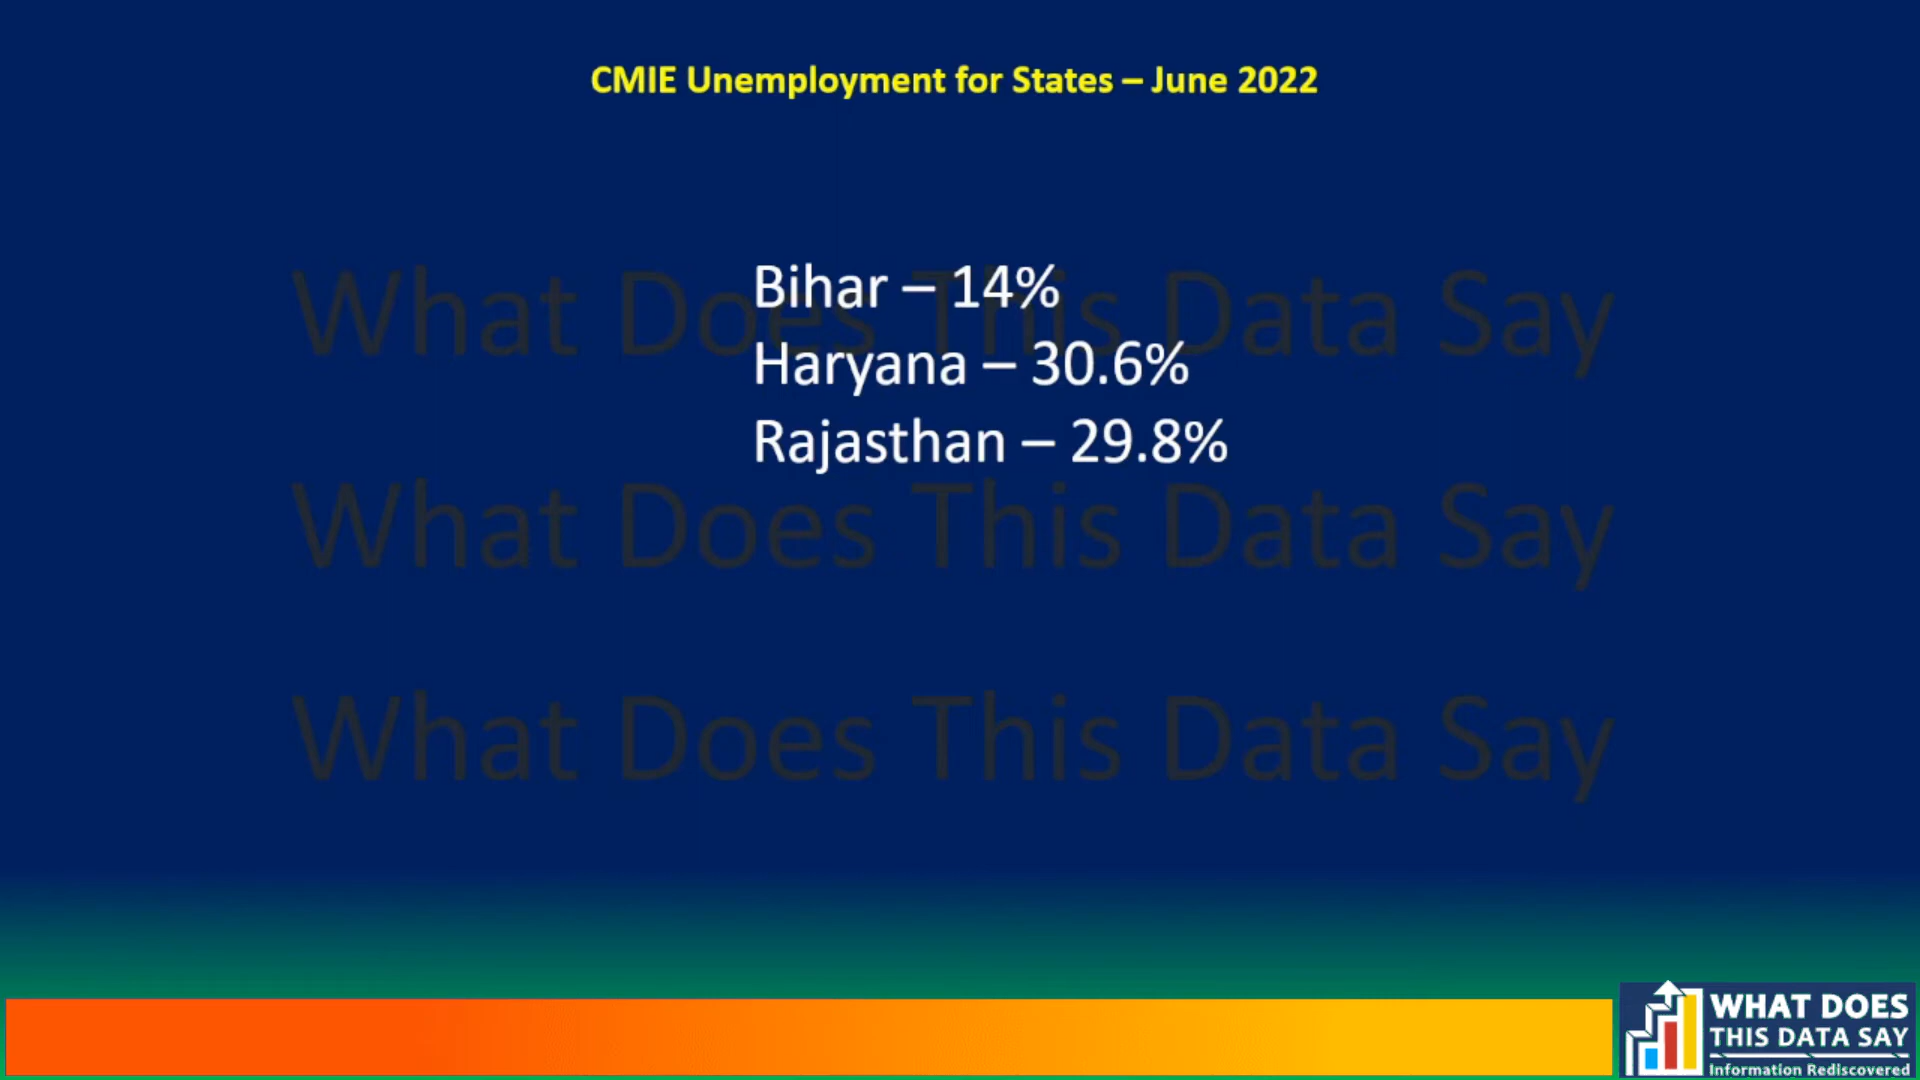 CMIE Unemployment for States – June 2022
What Does This Data Say
Bihar – 14%
Haryana – 30.6%
Rajasthan – 29.8%
What Does This Data Say
What Does This Data Say
WHAT DOES
THIS DATA SAY
Information Rediscovered